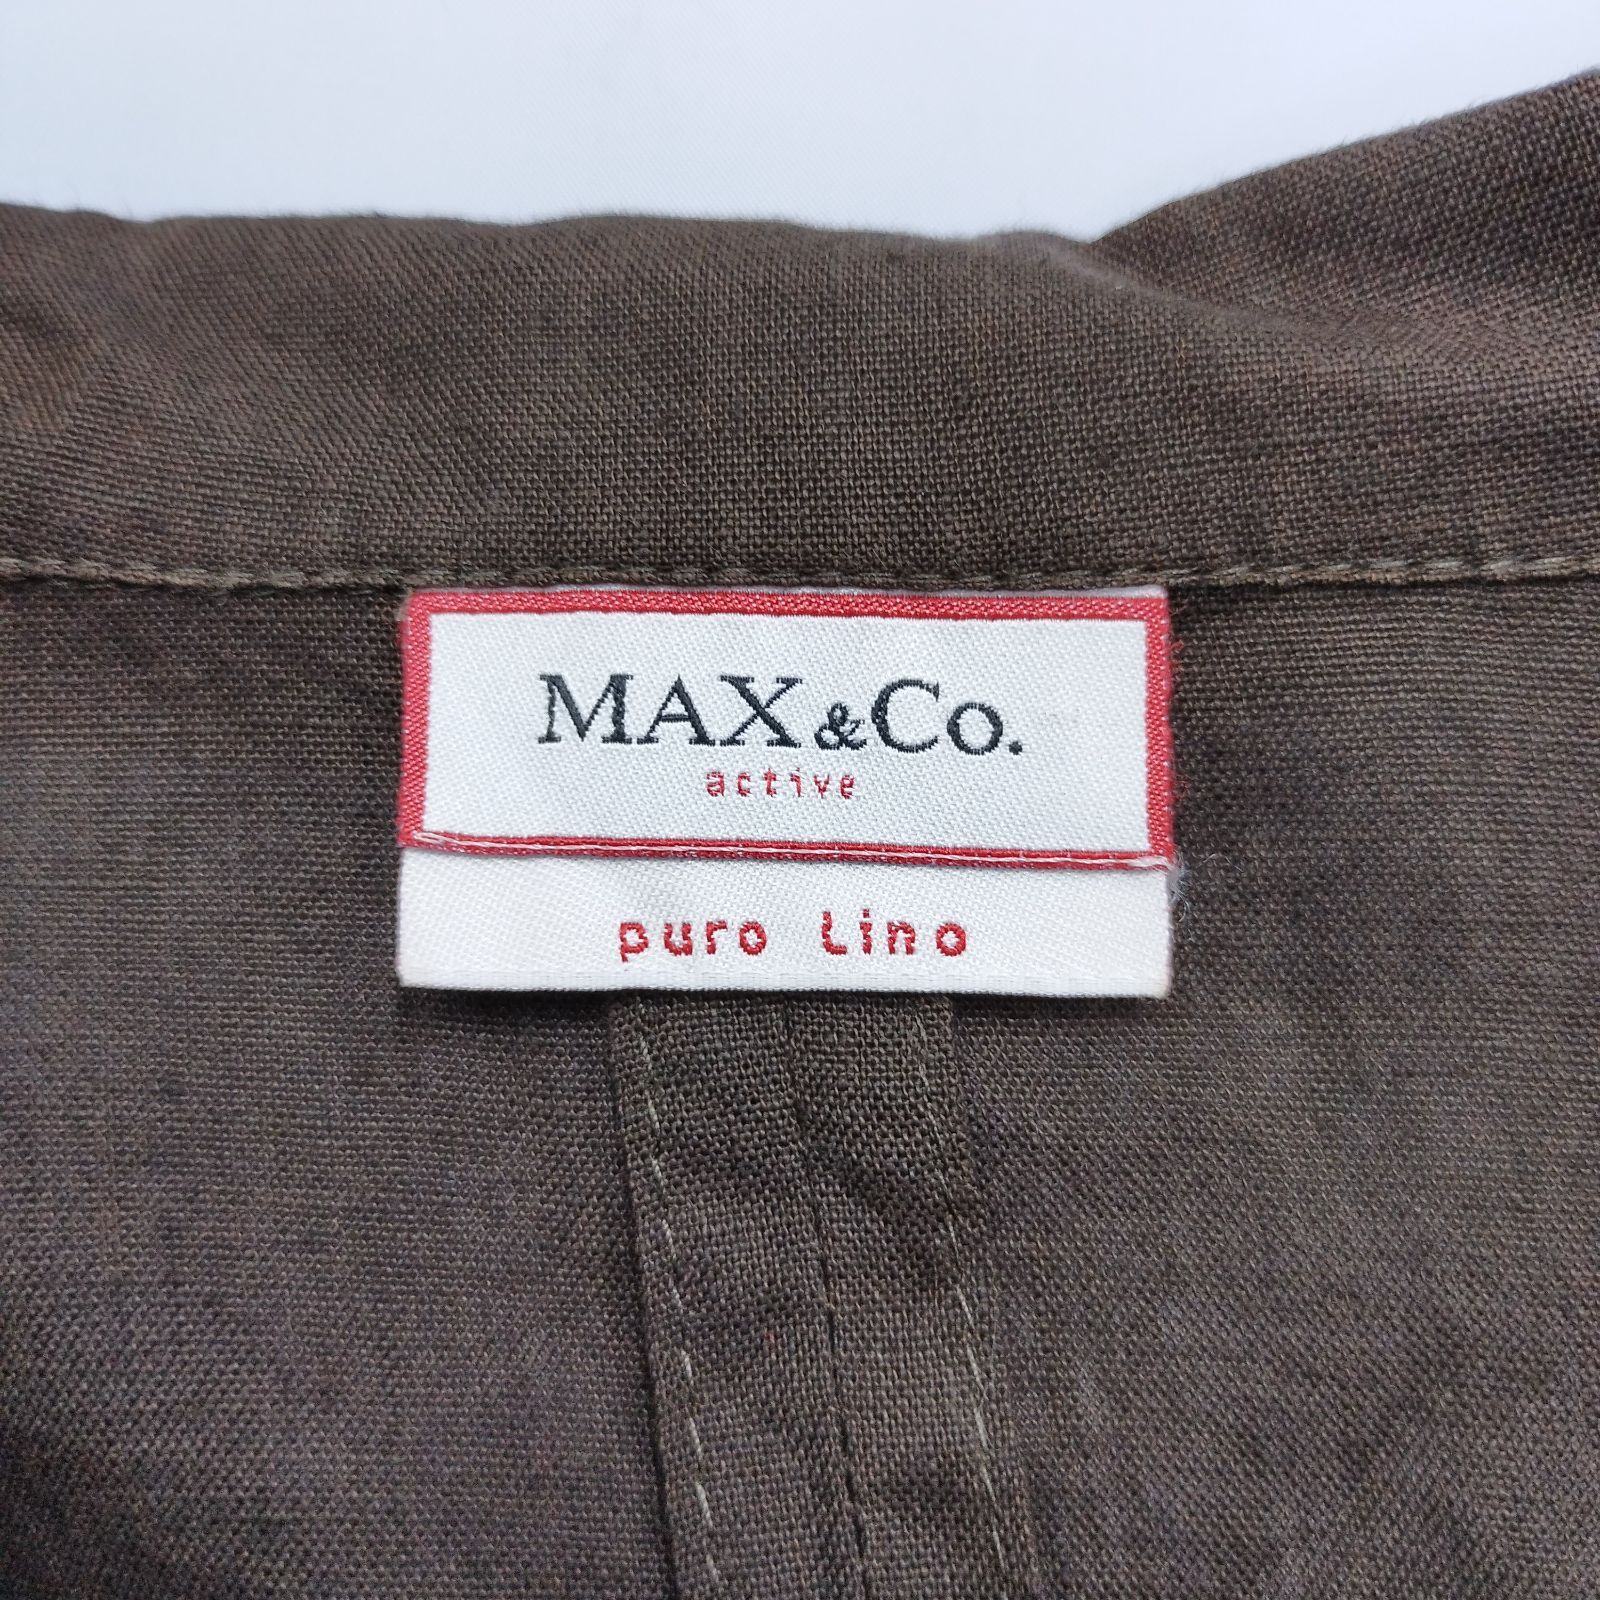 MAX&Co.
active
puro Lino